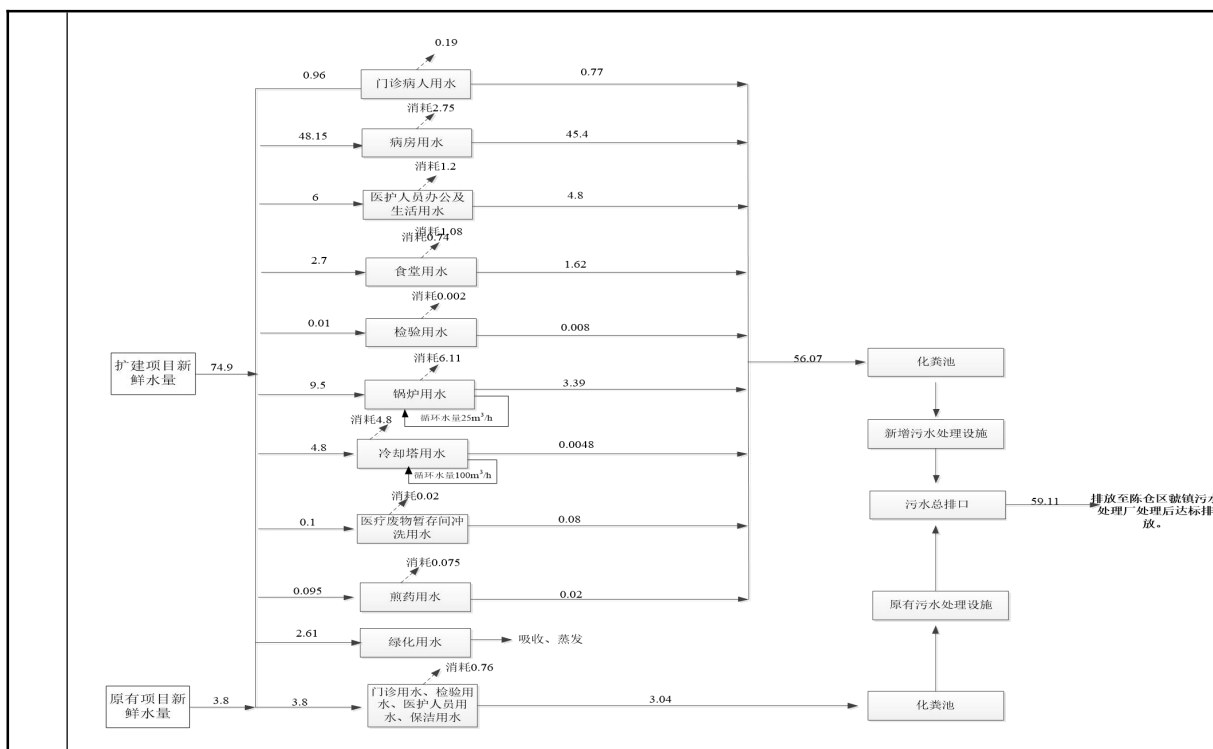 0.19
0.96
门诊病人用水
0.77
消耗2.75
48.15
病房用水
45.4
消耗1.2
6
医护人员办公及
生活用水
4.8
消耗1.08
消耗0.74
2.7
食堂用水
1.62
消耗0.002
0.01
检验用水
0.008
扩建项目新
鲜水量
74.9
消耗6.11
9.5
锅炉用水
3.39
循环水量25m³/h
56.07
化粪池
消耗4.8
4.8
冷却塔用水
0.0048
循环水量100m³/h
新增污水处理设施
消耗0.02
0.1
医疗废物暂存间冲
洗用水
0.08
污水总排口
59.11
排放至陈仓区虢镇污水
处理厂处理后达标排
放。
消耗0.075
0.095
煎药用水
0.02
原有污水处理设施
2.61
绿化用水
吸收、蒸发
消耗0.76
原有项目新
鲜水量
3.8
3.8
门诊用水、检验用
水、医护人员用
水、保洁用水
3.04
化粪池